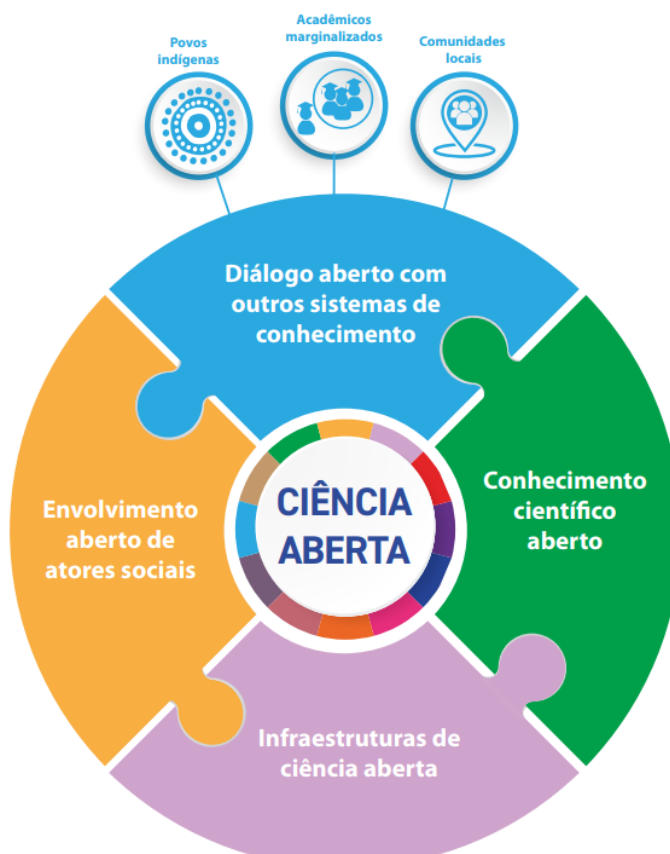 Povos
indígenas
Acadêmicos
marginalizados
Comunidades
locais
Diálogo aberto com
outros sistemas de
conhecimento
Envolvimento
aberto de
atores sociais
CIÊNCIA
ABERTA
Conhecimento
científico
aberto
Infraestruturas de
ciência aberta